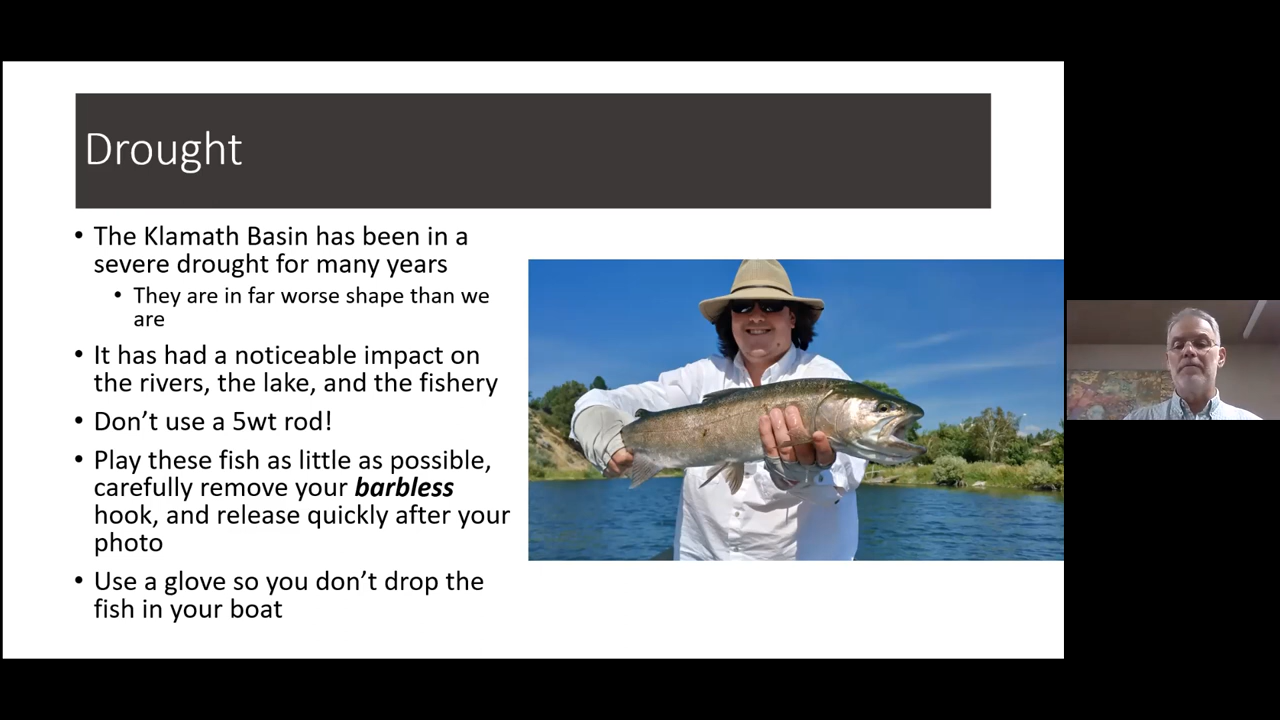 Drought
• The Klamath Basin has been in a
severe drought for many years
• They are in far worse shape than we
are
• It has had a noticeable impact on
the rivers, the lake, and the fishery
• Don’t use a 5wt rod!
• Play these fish as little as possible,
carefully remove your barbless
hook, and release quickly after your
photo
• Use a glove so you don’t drop the
fish in your boat